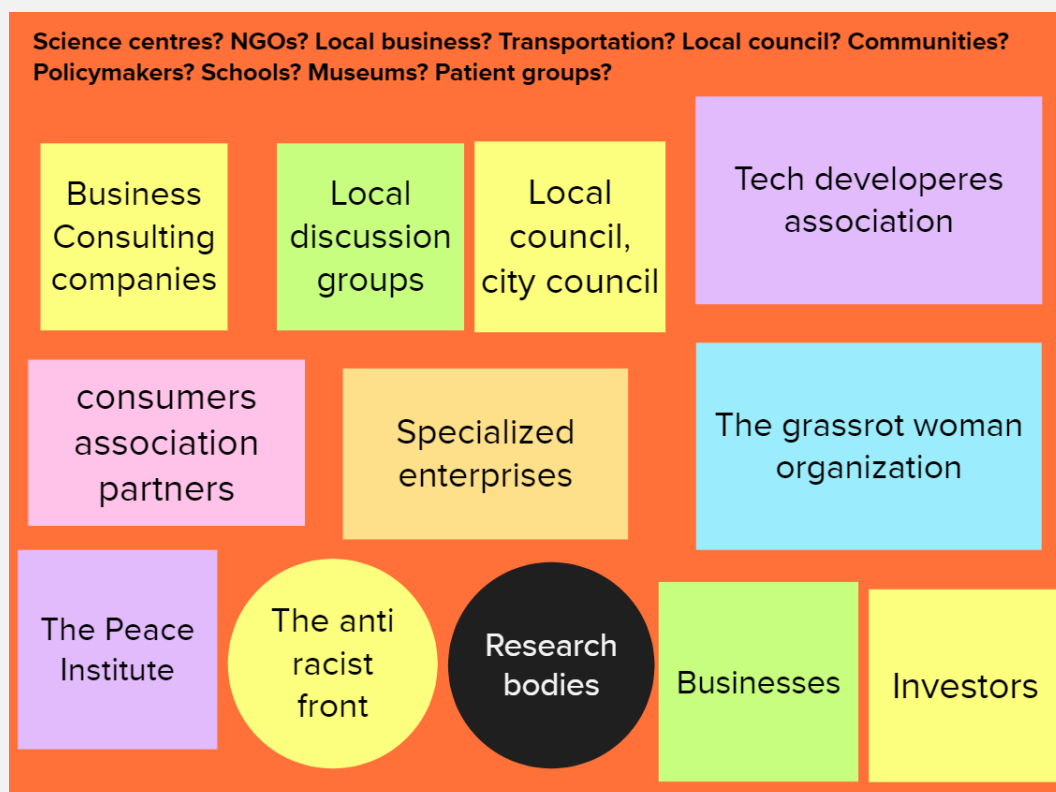 Science centres? NGOs? Local business? Transportation? Local council? Communities?
Policymakers? Schools? Museums? Patient groups?
Business
Consulting
companies
Local
discussion
groups
Local
council,
city council
Tech developeres
association
consumers
association
partners
Specialized
enterprises
The grassrot woman
organization
The Peace
Institute
The anti
racist
front
Research
bodies
Businesses
Investors